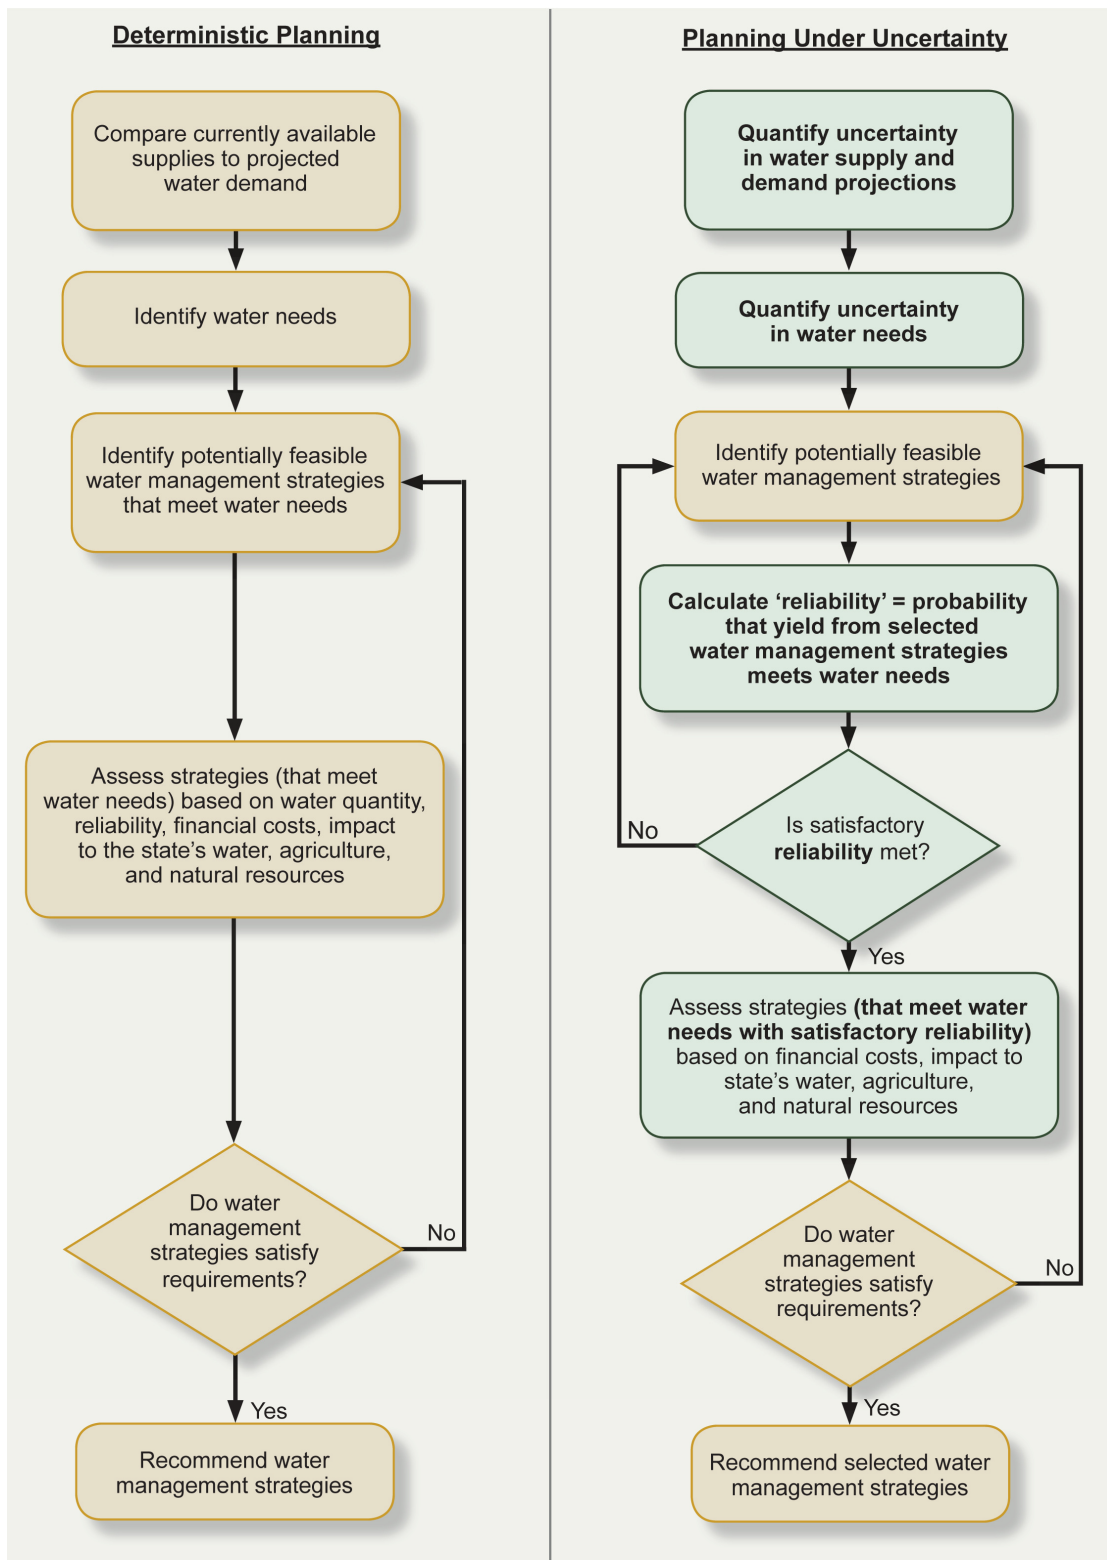 Deterministic Planning
Compare currently available
supplies to projected
water demand
Identify water needs
Identify potentially feasible
water management strategies
that meet water needs
Assess strategies (that meet
water needs) based on water quantity,
reliability, financial costs, impact
to the state’s water, agriculture,
and natural resources
Do water
management
strategies satisfy
requirements?
No
Yes
Recommend water
management strategies
Planning Under Uncertainty
Quantify uncertainty
in water supply and
demand projections
Quantify uncertainty
in water needs
Identify potentially feasible
water management strategies
Calculate ‘reliability’ = probability
that yield from selected
water management strategies
meets water needs
Is satisfactory
reliability met?
No
Yes
Assess strategies (that meet water
needs with satisfactory reliability)
based on financial costs, impact to
state’s water, agriculture,
and natural resources
Do water
management
strategies satisfy
requirements?
No
Yes
Recommend selected water
management strategies